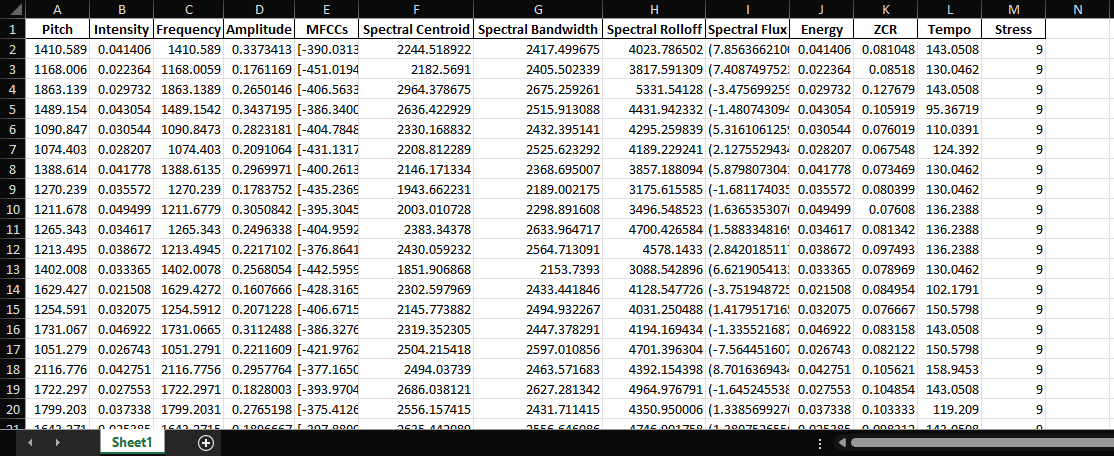 A B C D E F G H I J K L M N
1 Pitch Intensity Frequency Amplitude MFCCs Spectral Centroid Spectral Bandwidth Spectral Rolloff Spectral Flux Energy ZCR Tempo Stress
2 1410.589 0.041406 1410.589 0.3373413 [-390.0313 2244.518922 2417.499675 4023.786502 (7.8563662100 0.041406 0.081048 143.0508 9
3 1168.006 0.022364 1168.0059 0.1761169 [-451.0194 2182.5691 2405.502339 3817.591309 (7.408749752 0.022364 0.08518 130.0462 9
4 1863.139 0.029732 1863.1389 0.2650146 [-406.5633 2964.378675 2675.259261 5331.54128 (-3.475699259 0.029732 0.127679 143.0508 9
5 1489.154 0.043054 1489.1542 0.3437195 [-386.3400 2636.422929 2515.913088 4431.942332 (-1.480743094 0.043054 0.105919 95.36719 9
6 1090.847 0.030544 1090.8473 0.2823181 [-404.7848 2330.168832 2432.395141 4295.259839 (5.316106125 0.030544 0.076019 110.0391 9
7 1074.403 0.028207 1074.403 0.2091064 [-431.1317 2208.812289 2525.623292 4189.229241 (2.127552943 0.028207 0.067548 124.392 9
8 1388.614 0.041778 1388.6135 0.2969971 [-400.2613 2146.171334 2368.695007 3857.188094 (5.879807304 0.041778 0.073469 130.0462 9
9 1270.239 0.035572 1270.239 0.1783752 [-435.2369 1943.662231 2189.002175 3175.615585 (-1.681174035 0.035572 0.080399 130.0462 9
10 1211.678 0.049499 1211.6779 0.3050842 [-395.3045 2003.010728 2298.891608 3496.548523 (1.636535307 0.049499 0.07608 136.2388 9
11 1265.343 0.034617 1265.343 0.2496338 [-404.9592 2383.34378 2633.964717 4700.426584 (1.588334816 0.034617 0.081342 136.2388 9
12 1213.495 0.038672 1213.4945 0.2217102 [-376.8641 2430.059232 2564.713091 4578.1433 (2.842018511 0.038672 0.097493 136.2388 9
13 1402.008 0.033365 1402.0078 0.2568054 [-442.5959 1851.906868 2153.7393 3088.542896 (6.621905413 0.033365 0.078969 130.0462 9
14 1629.427 0.021508 1629.4272 0.1607666 [-428.3165 2302.597969 2433.441846 4128.547726 (-3.751948725 0.021508 0.084954 102.1791 9
15 1254.591 0.032075 1254.5912 0.2071228 [-406.6715 2145.773882 2494.932267 4031.250488 (1.417951716 0.032075 0.076667 150.5798 9
16 1731.067 0.046922 1731.0665 0.3112488 [-386.3276 2319.352305 2447.378291 4194.169434 (-1.335521687 0.046922 0.083158 143.0508 9
17 1051.279 0.026743 1051.2791 0.2211609 [-421.9762 2504.215418 2597.010856 4701.396304 (-7.564451607 0.026743 0.082122 150.5798 9
18 2116.776 0.042751 2116.7756 0.2957764 [-377.1650 2494.03739 2463.571683 4392.154398 (8.701636943 0.042751 0.105621 158.9453 9
19 1722.297 0.027553 1722.2971 0.1828003 [-393.9704 2686.038121 2627.281342 4964.976791 (-1.645245538 0.027553 0.104854 143.0508 9
20 1799.203 0.037338 1799.2031 0.2765198 [-375.4126 2556.157415 2431.711415 4350.950006 (1.338569927 0.037338 0.103333 119.209 9
Sheet1